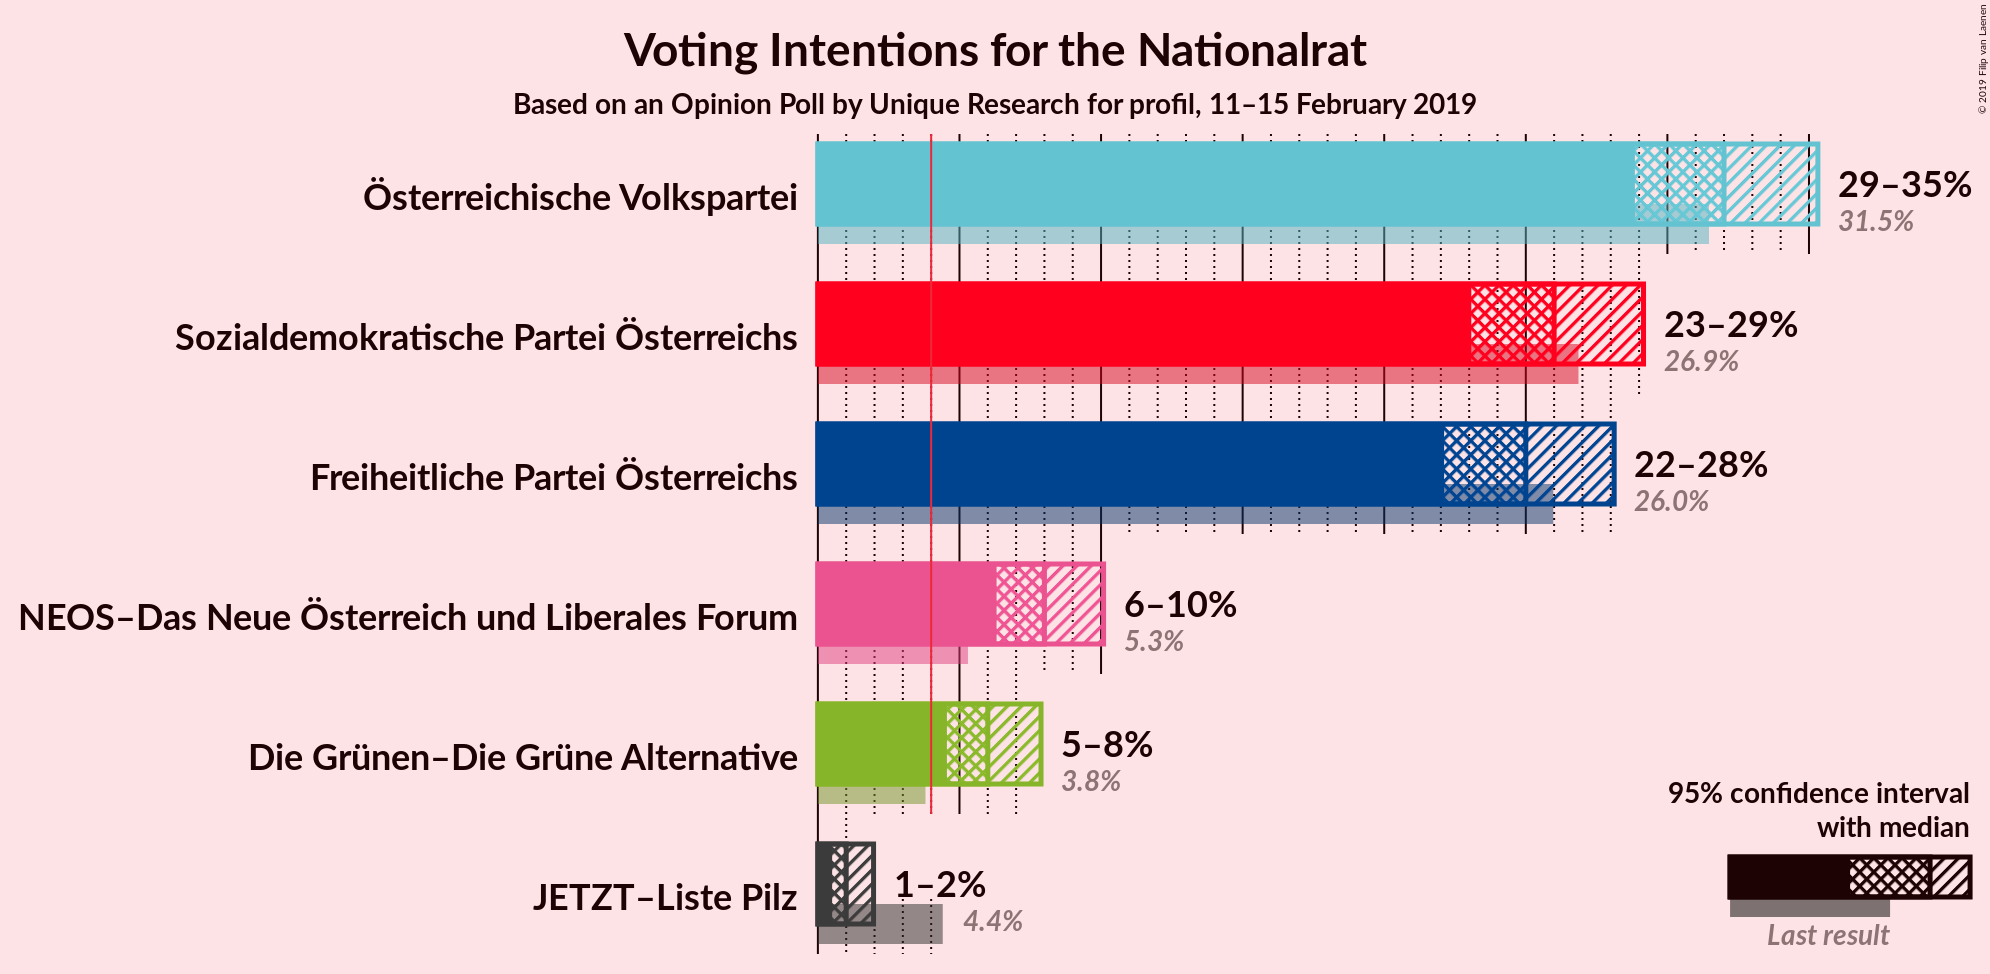 Voting Intentions for the Nationalrat
Based on an Opinion Poll by Unique Research for profil, 11–15 February 2019
© 2019 Filip van Laenen
Österreichische Volkspartei
29–35%
31.5%
Sozialdemokratische Partei Österreichs
23–29%
26.9%
Freiheitliche Partei Österreichs
22–28%
26.0%
NEOS–Das Neue Österreich und Liberales Forum
6–10%
5.3%
Die Grünen–Die Grüne Alternative
5–8%
3.8%
JETZT–Liste Pilz
1–2%
4.4%
95% confidence interval
with median
Last result